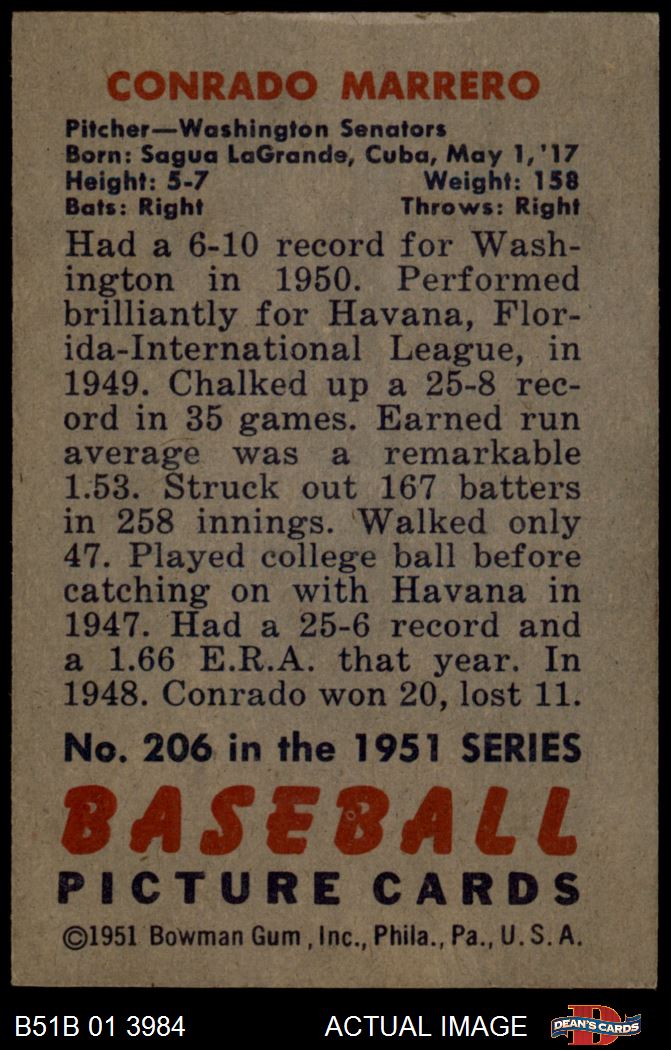 CONRADO MARRERO
Pitcher—Washington Senators
Born: Sagua LaGrande, Cuba, May 1, '17
Height: 5-7 Weight: 158
Bats: Right Throws: Right
Had a 6-10 record for Wash-
ington in 1950. Performed
brilliantly for Havana, Flor-
ida-International League, in
1949. Chalked up a 25-8 rec-
ord in 35 games. Earned run
average was a remarkable
1.53. Struck out 167 batters
in 258 innings. Walked only
47. Played college ball before
catching on with Havana in
1947. Had a 25-6 record and
a 1.66 E.R.A. that year. In
1948. Conrado won 20, lost 11.
No. 206 in the 1951 SERIES
BASEBALL
PICTURE CARDS
©1951 Bowman Gum, Inc., Phila., Pa., U. S. A.
B51B 01 3984 ACTUAL IMAGE D DEAN'S CARDS